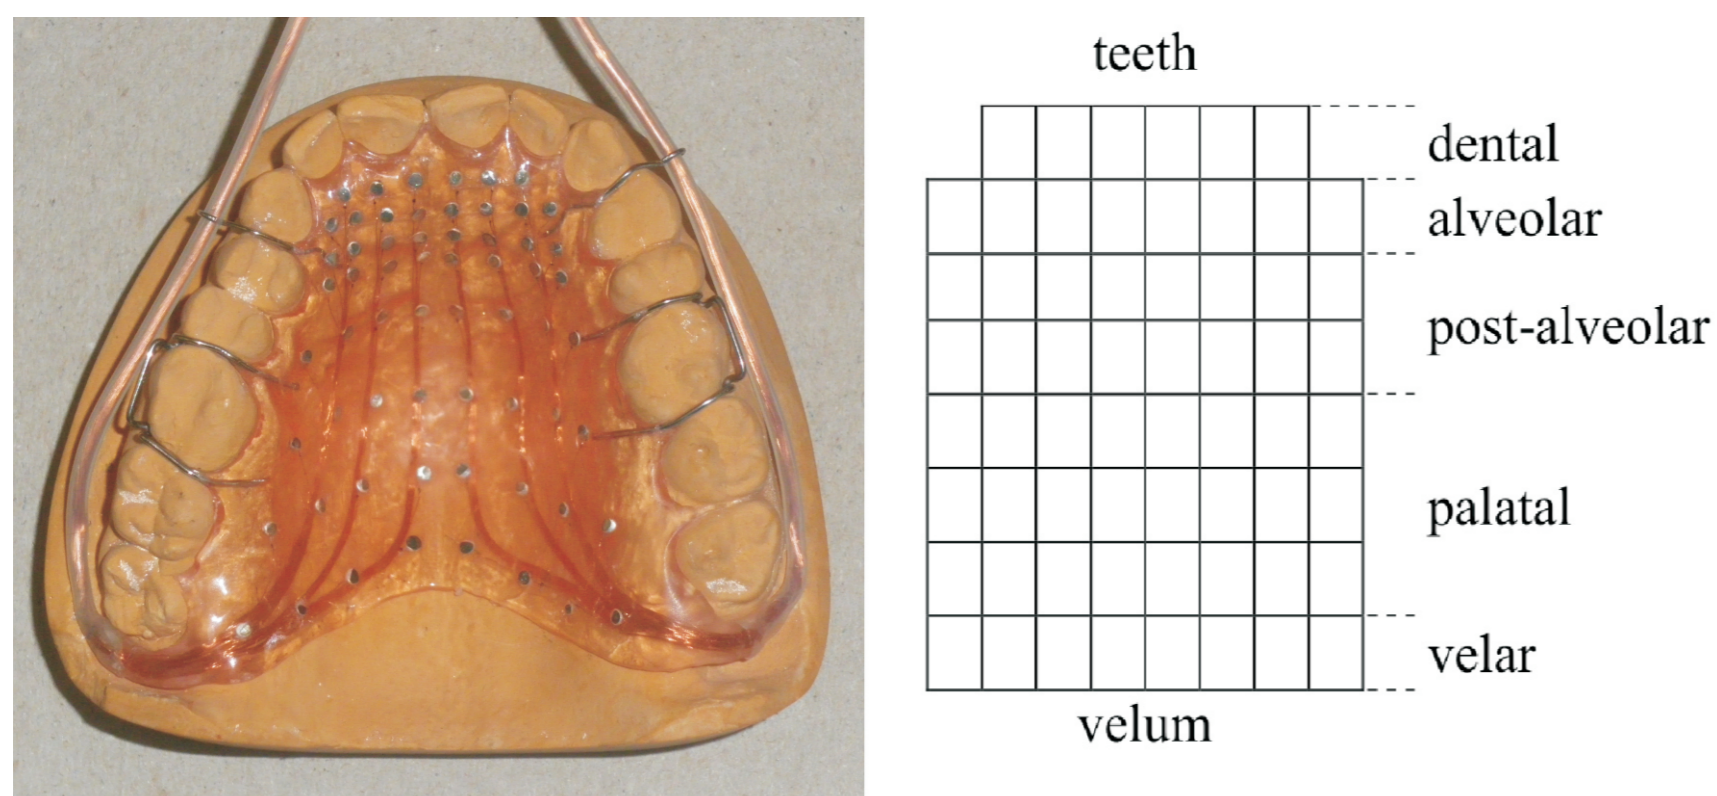 teeth
dental
alveolar
post-alveolar
palatal
velar
velum